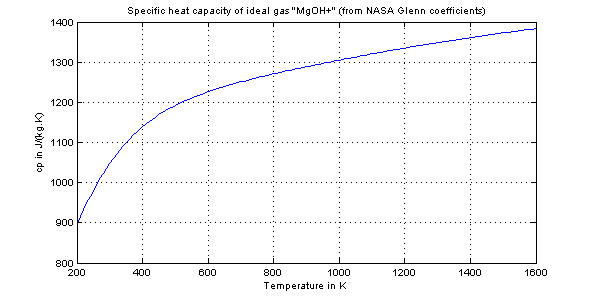 Specific heat capacity of ideal gas "MgOH+" (from NASA Glenn coefficients)
1400
1300
1200
1100
1000
900
800
cp in J/(kg.K)
200 400 600 800 1000 1200 1400 1600
Temperature in K